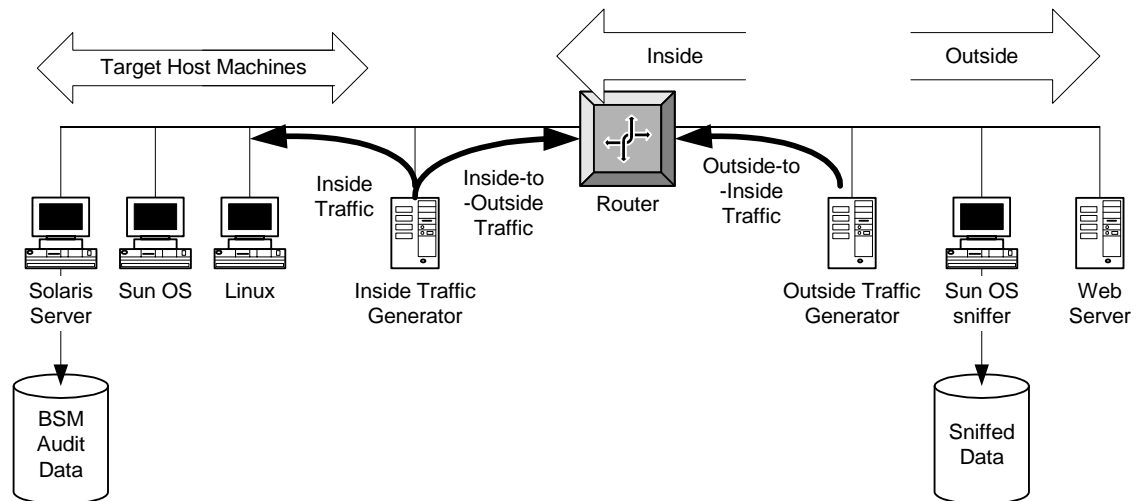 Target Host Machines
Inside
Outside
Inside
Traffic
Inside-to
-Outside
Traffic
Router
Outside-to
-Inside
Traffic
Solaris
Server
Sun OS
Linux
Inside Traffic
Generator
Outside Traffic
Generator
Sun OS
sniffer
Web
Server
BSM
Audit
Data
Sniffed
Data